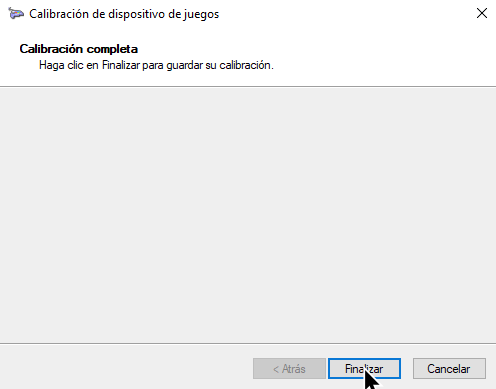 Calibración de dispositivo de juegos
Calibración completa
Haga clic en Finalizar para guardar su calibración.
< Atrás
Finalizar
Cancelar